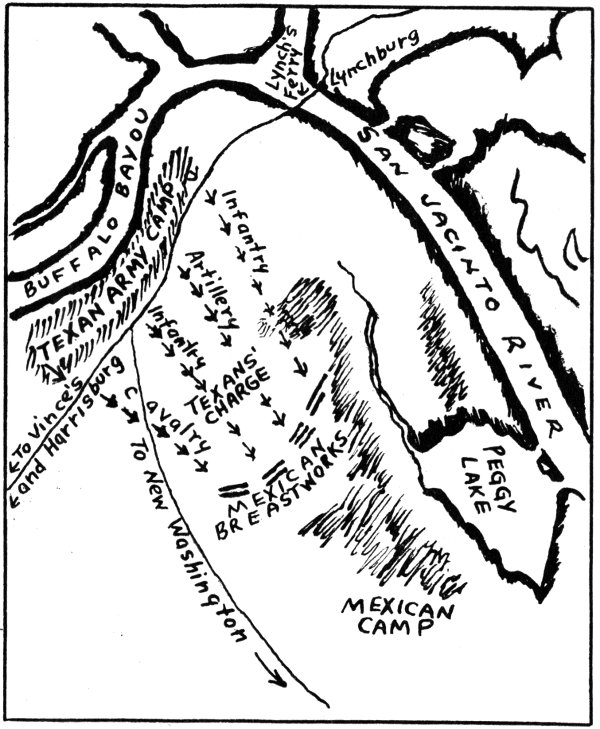 Lynch's
Ferry
Lynchburg
SAN JACINTO RIVER
BUFFALO BAYOU
TEXAN ARMY CAMP
Infantry
Artillery
Infantry
Cavalry
TEXANS
CHARGE
To Vince's
and Harrisburg
To New Washington
MEXICAN
BREASTWORKS
PEGGY
LAKE
MEXICAN
CAMP